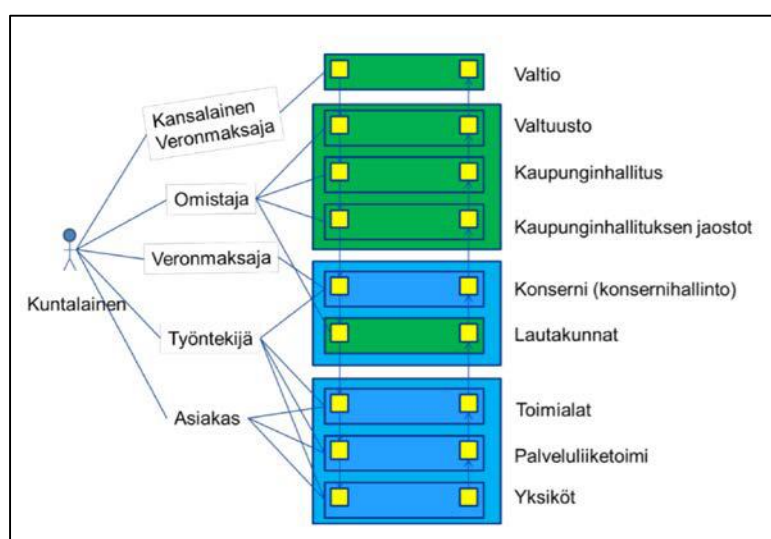 Valtio
Kansalainen
Veronmaksaja
Valtuusto
Kaupunginhallitus
Omistaja
Kaupunginhallituksen jaostot
Veronmaksaja
Konserni (konsernihallinto)
Kuntalainen
Työntekijä
Lautakunnat
Toimialat
Asiakas
Palveluliiketoimi
Yksiköt